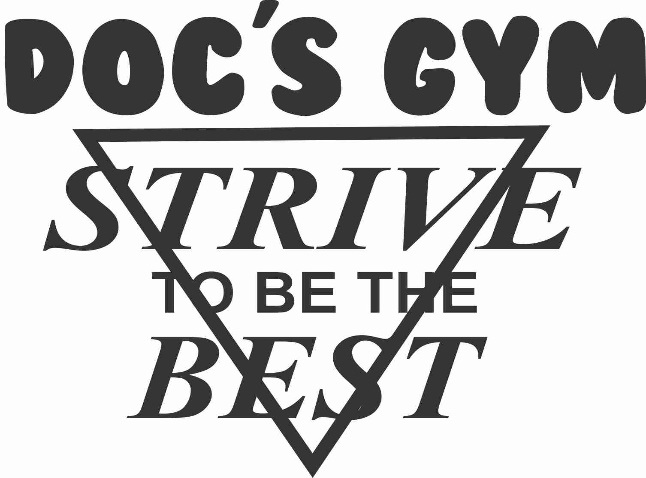 DOC'S GYM
STRIVE
TO BE THE
BEST